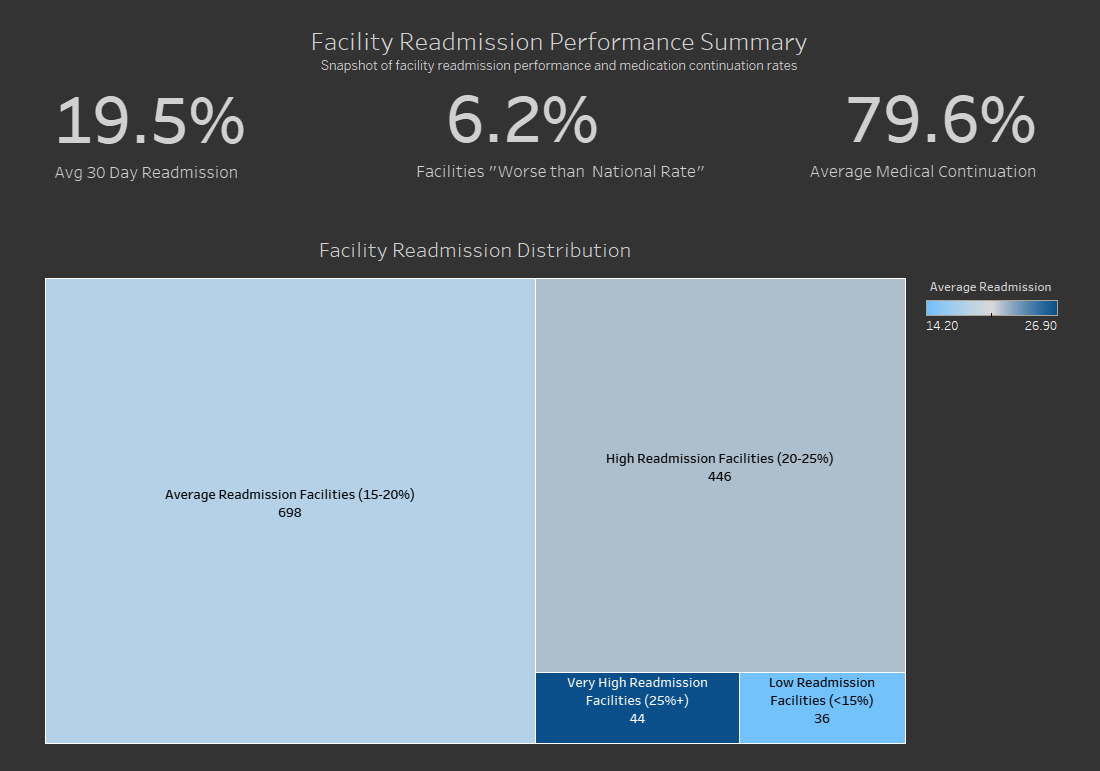 Facility Readmission Performance Summary
Snapshot of facility readmission performance and medication continuation rates
19.5%
Avg 30 Day Readmission
6.2%
Facilities "Worse than  National Rate"
79.6%
Average Medical Continuation
Facility Readmission Distribution
Average Readmission
14.20 26.90
Average Readmission Facilities (15-20%)
698
High Readmission Facilities (20-25%)
446
Very High Readmission
Facilities (25%+)
44
Low Readmission
Facilities (<15%)
36